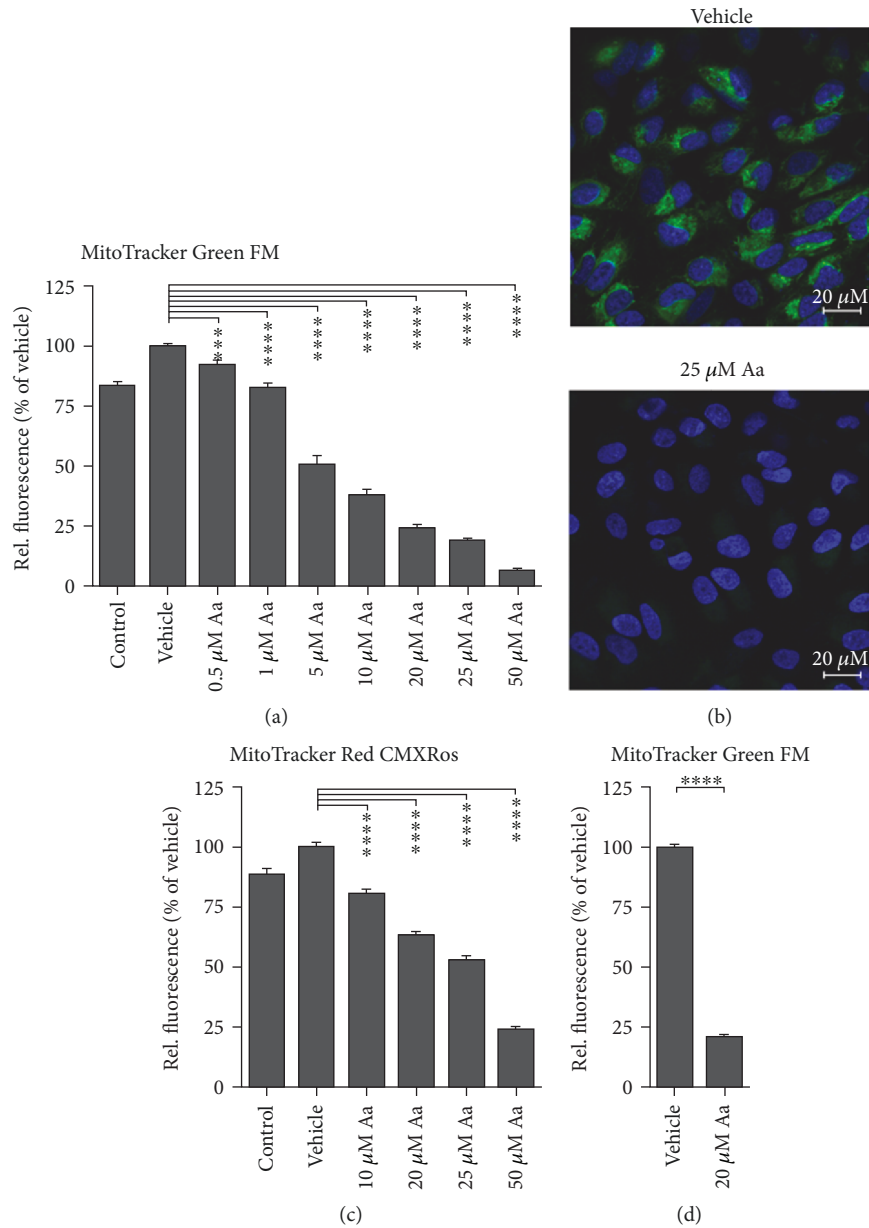 MitoTracker Green FM
Rel. fluorescence (% of vehicle)
125
100
75
50
25
0
***
****
****
****
****
****
****
Control
Vehicle
0.5 µM Aa
1 µM Aa
5 µM Aa
10 µM Aa
20 µM Aa
25 µM Aa
50 µM Aa
(a)
Vehicle
20 µM
25 µM Aa
20 µM
(b)
MitoTracker Red CMXRos
Rel. fluorescence (% of vehicle)
125
100
75
50
25
0
****
****
****
****
Control
Vehicle
10 µM Aa
20 µM Aa
25 µM Aa
50 µM Aa
(c)
MitoTracker Green FM
Rel. fluorescence (% of vehicle)
125
100
75
50
25
0
****
Vehicle
20 µM Aa
(d)